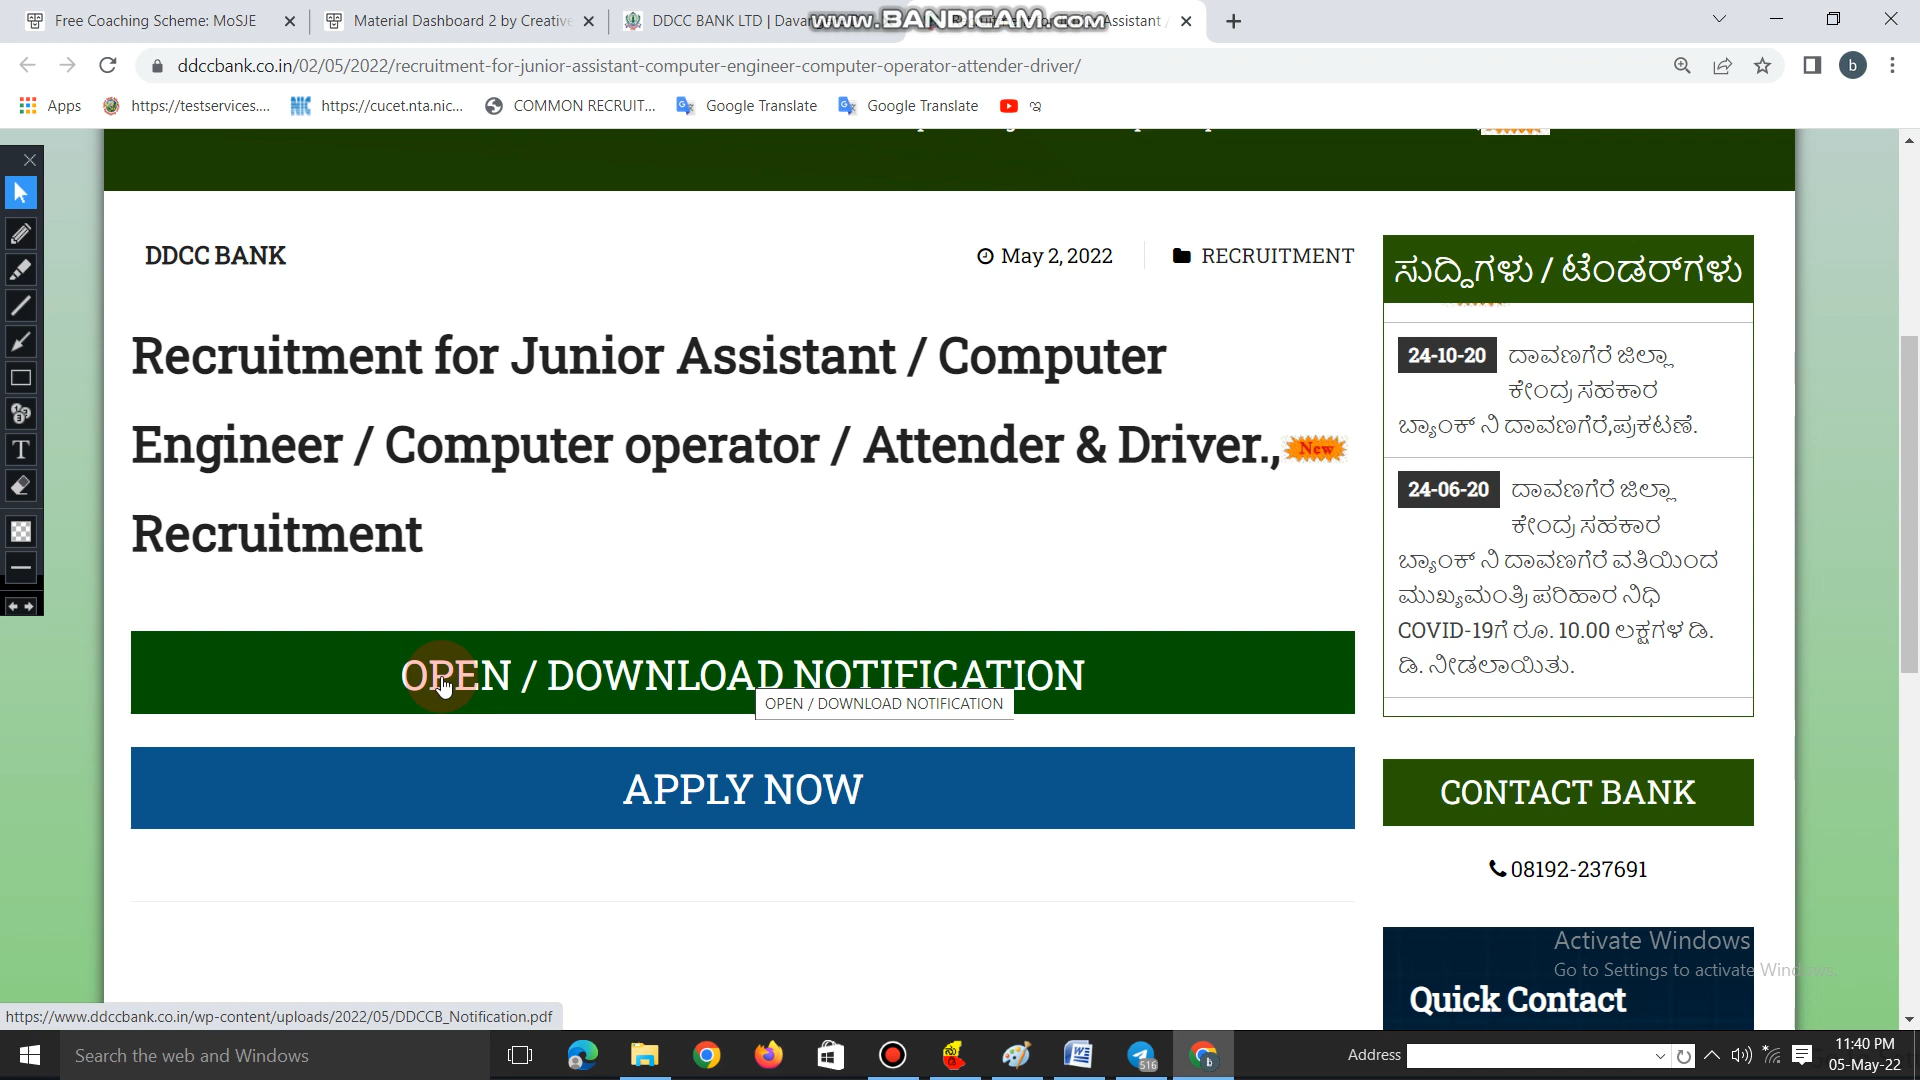 Free Coaching Scheme: MoSJE
Material Dashboard 2 by Creative
DDCC BANK LTD | Davan
www.BANDICAM.com
Assistant /
ddccbank.co.in/02/05/2022/recruitment-for-junior-assistant-computer-engineer-computer-operator-attender-driver/
b
Apps
https://testservices....
https://cucet.nta.nic...
COMMON RECRUIT...
Google Translate
Google Translate
DDCC BANK
May 2, 2022
RECRUITMENT
Recruitment for Junior Assistant / Computer
Engineer / Computer operator / Attender & Driver.,
New
Recruitment
OPEN / DOWNLOAD NOTIFICATION
OPEN / DOWNLOAD NOTIFICATION
APPLY NOW
ಸುದ್ದಿಗಳು / ಟೆಂಡರ್‌ಗಳು
24-10-20 ದಾವಣಗೆರೆ ಜಿಲ್ಲಾ
ಕೇಂದ್ರ ಸಹಕಾರ
ಬ್ಯಾಂಕ್ ನಿ ದಾವಣಗೆರೆ,ಪ್ರಕಟಣೆ.
24-06-20 ದಾವಣಗೆರೆ ಜಿಲ್ಲಾ
ಕೇಂದ್ರ ಸಹಕಾರ
ಬ್ಯಾಂಕ್ ನಿ ದಾವಣಗೆರೆ ವತಿಯಿಂದ
ಮುಖ್ಯಮಂತ್ರಿ ಪರಿಹಾರ ನಿಧಿ
COVID-19ಗೆ ರೂ. 10.00 ಲಕ್ಷಗಳ ಡಿ.
ಡಿ. ನೀಡಲಾಯಿತು.
CONTACT BANK
08192-237691
Quick Contact
Activate Windows
Go to Settings to activate Windows.
https://www.ddccbank.co.in/wp-content/uploads/2022/05/DDCCB_Notification.pdf
Search the web and Windows
516
b
Address
11:40 PM
05-May-22